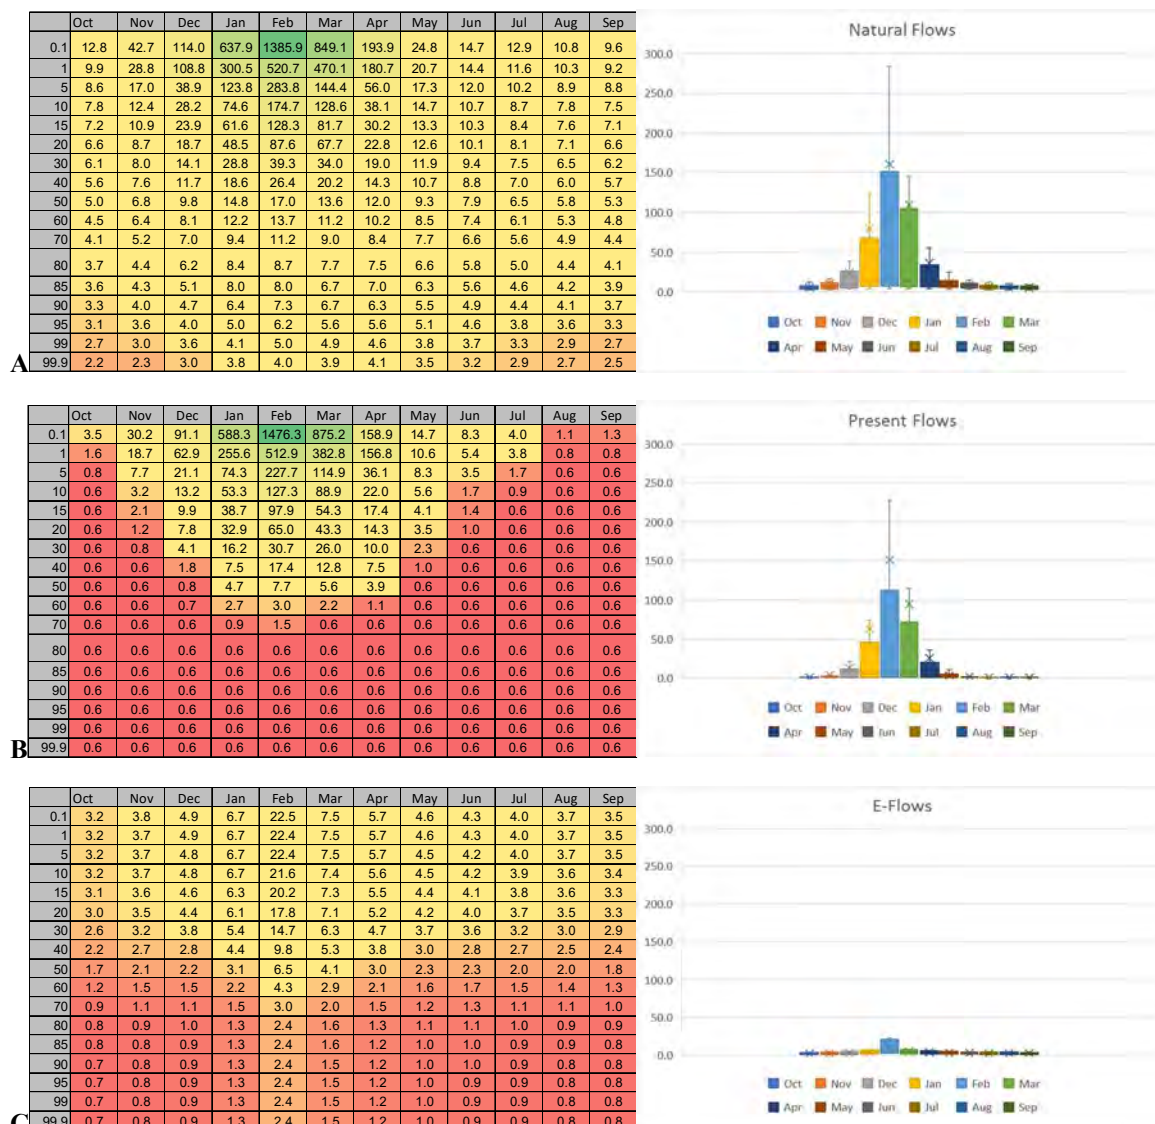 Oct Nov Dec Jan Feb Mar Apr May Jun Jul Aug Sep
0.1 12.8 42.7 114.0 637.9 1385.9 849.1 193.9 24.8 14.7 12.9 10.8 9.6
1 9.9 28.8 108.8 300.5 520.7 470.1 180.7 20.7 14.4 11.6 10.3 9.2
5 8.6 17.0 38.9 123.8 283.8 144.4 56.0 17.3 12.0 10.2 8.9 8.8
10 7.8 12.4 28.2 74.6 174.7 128.6 38.1 14.7 10.7 8.7 7.8 7.5
15 7.2 10.9 23.9 61.6 128.3 81.7 30.2 13.3 10.3 8.4 7.6 7.1
20 6.6 8.7 18.7 48.5 87.6 67.7 22.8 12.6 10.1 8.1 7.1 6.6
30 6.1 8.0 14.1 28.8 39.3 34.0 19.0 11.9 9.4 7.5 6.5 6.2
40 5.6 7.6 11.7 18.6 26.4 20.2 14.3 10.7 8.8 7.0 6.0 5.7
50 5.0 6.8 9.8 14.8 17.0 13.6 12.0 9.3 7.9 6.5 5.8 5.3
60 4.5 6.4 8.1 12.2 13.7 11.2 10.2 8.5 7.4 6.1 5.3 4.8
70 4.1 5.2 7.0 9.4 11.2 9.0 8.4 7.7 6.6 5.6 4.9 4.4
80 3.7 4.4 6.2 8.4 8.7 7.7 7.5 6.6 5.8 5.0 4.4 4.1
85 3.6 4.3 5.1 8.0 8.0 6.7 7.0 6.3 5.6 4.6 4.2 3.9
90 3.3 4.0 4.7 6.4 7.3 6.7 6.3 5.5 4.9 4.4 4.1 3.7
95 3.1 3.6 4.0 5.0 6.2 5.6 5.6 5.1 4.6 3.8 3.6 3.3
99 2.7 3.0 3.6 4.1 5.0 4.9 4.6 3.8 3.7 3.3 2.9 2.7
A 99.9 2.2 2.3 3.0 3.8 4.0 3.9 4.1 3.5 3.2 2.9 2.7 2.5
Natural Flows
300.0
250.0
200.0
150.0
100.0
50.0
0.0
Oct Nov Dec Jan Feb Mar
Apr May Jun Jul Aug Sep
Oct Nov Dec Jan Feb Mar Apr May Jun Jul Aug Sep
0.1 3.5 30.2 91.1 588.3 1476.3 875.2 158.9 14.7 8.3 4.0 1.1 1.3
1 1.6 18.7 62.9 255.6 512.9 382.8 156.8 10.6 5.4 3.8 0.8 0.8
5 0.8 7.7 21.1 74.3 227.7 114.9 36.1 8.3 3.5 1.7 0.6 0.6
10 0.6 3.2 13.2 53.3 127.3 88.9 22.0 5.6 1.7 0.9 0.6 0.6
15 0.6 2.1 9.9 38.7 97.9 54.3 17.4 4.1 1.4 0.6 0.6 0.6
20 0.6 1.2 7.8 32.9 65.0 43.3 14.3 3.5 1.0 0.6 0.6 0.6
30 0.6 0.8 4.1 16.2 30.7 26.0 10.0 2.3 0.6 0.6 0.6 0.6
40 0.6 0.6 1.8 7.5 17.4 12.8 7.5 1.0 0.6 0.6 0.6 0.6
50 0.6 0.6 0.8 4.7 7.7 5.6 3.9 0.6 0.6 0.6 0.6 0.6
60 0.6 0.6 0.7 2.7 3.0 2.2 1.1 0.6 0.6 0.6 0.6 0.6
70 0.6 0.6 0.6 0.9 1.5 0.6 0.6 0.6 0.6 0.6 0.6 0.6
80 0.6 0.6 0.6 0.6 0.6 0.6 0.6 0.6 0.6 0.6 0.6 0.6
85 0.6 0.6 0.6 0.6 0.6 0.6 0.6 0.6 0.6 0.6 0.6 0.6
90 0.6 0.6 0.6 0.6 0.6 0.6 0.6 0.6 0.6 0.6 0.6 0.6
95 0.6 0.6 0.6 0.6 0.6 0.6 0.6 0.6 0.6 0.6 0.6 0.6
99 0.6 0.6 0.6 0.6 0.6 0.6 0.6 0.6 0.6 0.6 0.6 0.6
B 99.9 0.6 0.6 0.6 0.6 0.6 0.6 0.6 0.6 0.6 0.6 0.6 0.6
Present Flows
300.0
250.0
200.0
150.0
100.0
50.0
0.0
Oct Nov Dec Jan Feb Mar
Apr May Jun Jul Aug Sep
Oct Nov Dec Jan Feb Mar Apr May Jun Jul Aug Sep
0.1 3.2 3.8 4.9 6.7 22.5 7.5 5.7 4.6 4.3 4.0 3.7 3.5
1 3.2 3.7 4.9 6.7 22.4 7.5 5.7 4.6 4.3 4.0 3.7 3.5
5 3.2 3.7 4.8 6.7 22.4 7.5 5.7 4.5 4.2 4.0 3.7 3.5
10 3.2 3.7 4.8 6.7 21.6 7.4 5.6 4.5 4.2 3.9 3.6 3.4
15 3.1 3.6 4.6 6.3 20.2 7.3 5.5 4.4 4.1 3.8 3.6 3.3
20 3.0 3.5 4.4 6.1 17.8 7.1 5.2 4.2 4.0 3.7 3.5 3.3
30 2.6 3.2 3.8 5.4 14.7 6.3 4.7 3.7 3.6 3.2 3.0 2.9
40 2.2 2.7 2.8 4.4 9.8 5.3 3.8 3.0 2.8 2.7 2.5 2.4
50 1.7 2.1 2.2 3.1 6.5 4.1 3.0 2.3 2.3 2.0 2.0 1.8
60 1.2 1.5 1.5 2.2 4.3 2.9 2.1 1.6 1.7 1.5 1.4 1.3
70 0.9 1.1 1.1 1.5 3.0 2.0 1.5 1.2 1.3 1.1 1.1 1.0
80 0.8 0.9 1.0 1.3 2.4 1.6 1.3 1.1 1.1 1.0 0.9 0.9
85 0.8 0.8 0.9 1.3 2.4 1.6 1.2 1.0 1.0 0.9 0.9 0.8
90 0.7 0.8 0.9 1.3 2.4 1.5 1.2 1.0 1.0 0.9 0.8 0.8
95 0.7 0.8 0.9 1.3 2.4 1.5 1.2 1.0 0.9 0.9 0.8 0.8
99 0.7 0.8 0.9 1.3 2.4 1.5 1.2 1.0 0.9 0.9 0.8 0.8
C 99.9 0.7 0.8 0.9 1.3 2.4 1.5 1.2 1.0 0.9 0.9 0.8 0.8
E-Flows
300.0
250.0
200.0
150.0
100.0
50.0
0.0
Oct Nov Dec Jan Feb Mar
Apr May Jun Jul Aug Sep